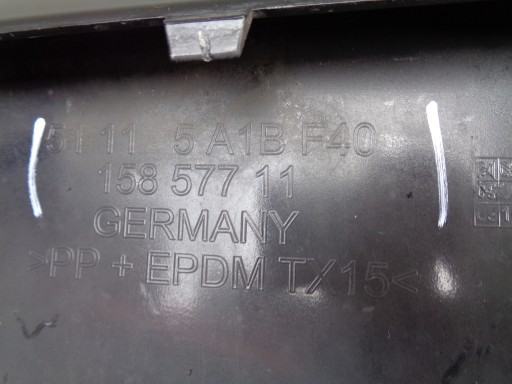 51 11 5 A1B F40
158 577 11
GERMANY
>PP + EPDM TX15<